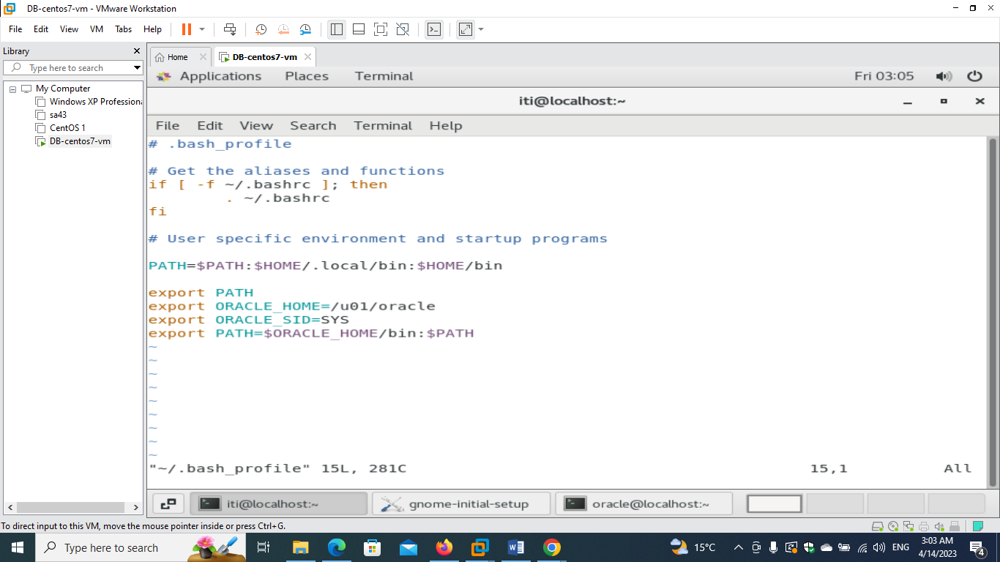 DB-centos7-vm - VMware Workstation
File Edit View VM Tabs Help
Library
Type here to search
My Computer
Windows XP Professiona
sa43
CentOS 1
DB-centos7-vm
Home
DB-centos7-vm
Applications Places Terminal Fri 03:05
iti@localhost:~
File Edit View Search Terminal Help
# .bash_profile
# Get the aliases and functions
if [ -f ~/.bashrc ]; then
. ~/.bashrc
fi
# User specific environment and startup programs
PATH=$PATH:$HOME/.local/bin:$HOME/bin
export PATH
export ORACLE_HOME=/u01/oracle
export ORACLE_SID=SYS
export PATH=$ORACLE_HOME/bin:$PATH
~
~
~
~
~
~
~
~
~
"~/.bash_profile" 15L, 281C 15,1 All
iti@localhost:~ gnome-initial-setup oracle@localhost:~
To direct input to this VM, move the mouse pointer inside or press Ctrl+G.
Type here to search
15°C
ENG
3:03 AM
4/14/2023
4